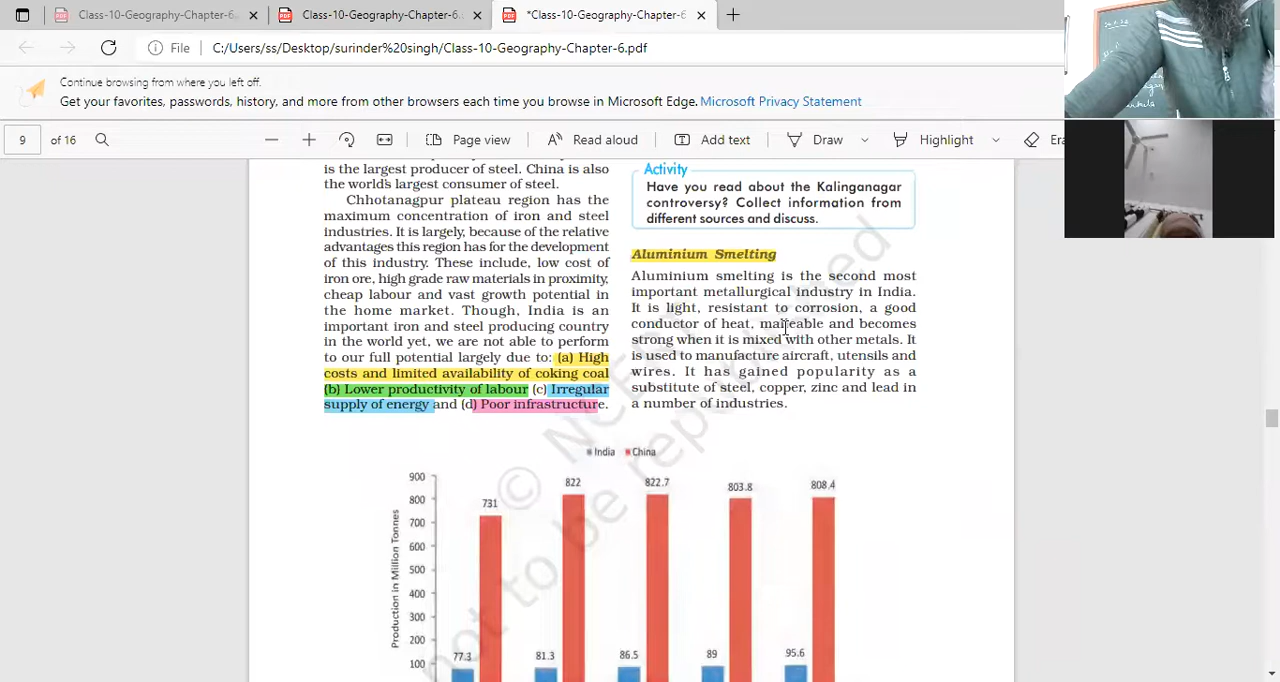 Class-10-Geography-Chapter-6.
Class-10-Geography-Chapter-6.
*Class-10-Geography-Chapter-6
File
C:/Users/ss/Desktop/surinder%20singh/Class-10-Geography-Chapter-6.pdf
Continue browsing from where you left off.
Get your favorites, passwords, history, and more from other browsers each time you browse in Microsoft Edge. Microsoft Privacy Statement
9 of 16
Page view
Read aloud
Add text
Draw
Highlight
Era
is the largest producer of steel. China is also
the world's largest consumer of steel.
Chhotanagpur plateau region has the
maximum concentration of iron and steel
industries. It is largely, because of the relative
advantages this region has for the development
of this industry. These include, low cost of
iron ore, high grade raw materials in proximity,
cheap labour and vast growth potential in
the home market. Though, India is an
important iron and steel producing country
in the world yet, we are not able to perform
to our full potential largely due to: (a) High
costs and limited availability of coking coal
(b) Lower productivity of labour (c) Irregular
supply of energy and (d) Poor infrastructure.
Activity
Have you read about the Kalinganagar
controversy? Collect information from
different sources and discuss.
Aluminium Smelting
Aluminium smelting is the second most
important metallurgical industry in India.
It is light, resistant to corrosion, a good
conductor of heat, malleable and becomes
strong when it is mixed with other metals. It
is used to manufacture aircraft, utensils and
wires. It has gained popularity as a
substitute of steel, copper, zinc and lead in
a number of industries.
© NCERT
not to be republished
India China
Production in Million Tonnes
900
800
700
600
500
400
300
200
100
731
822
822.7
803.8
808.4
77.3
81.3
86.5
89
95.6